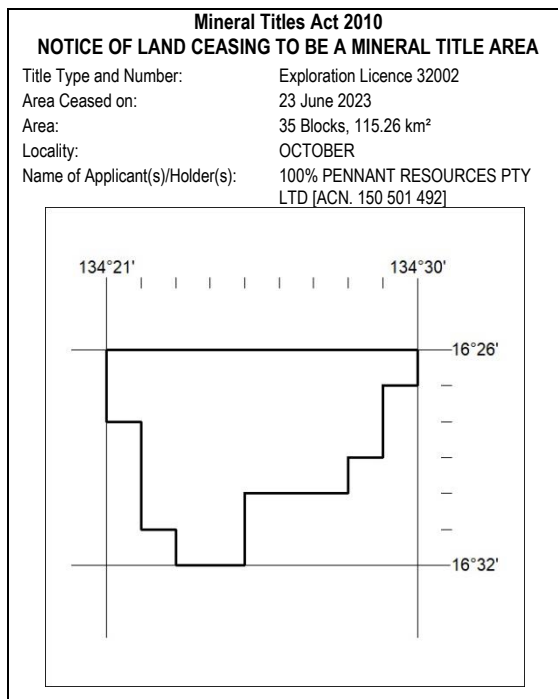 Mineral Titles Act 2010
NOTICE OF LAND CEASING TO BE A MINERAL TITLE AREA
Title Type and Number: Exploration Licence 32002
Area Ceased on: 23 June 2023
Area: 35 Blocks, 115.26 km²
Locality: OCTOBER
Name of Applicant(s)/Holder(s): 100% PENNANT RESOURCES PTY
LTD [ACN. 150 501 492]
134°21' 134°30'
16°26'
16°32'